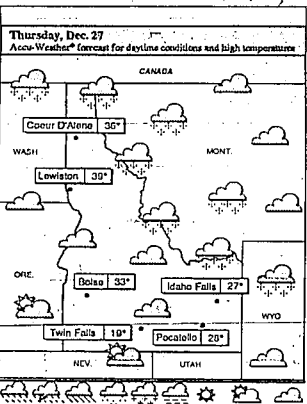 Thursday, Dec. 27
Accu-Weather® forecast for daytime conditions and high temperatures
CANADA
Coeur D'Alene 36°
WASH
MONT.
Lewiston 39°
ORE.
Boise 33°
Idaho Falls 27°
WYO
Twin Falls 19°
Pocatello 28°
NEV.
UTAH